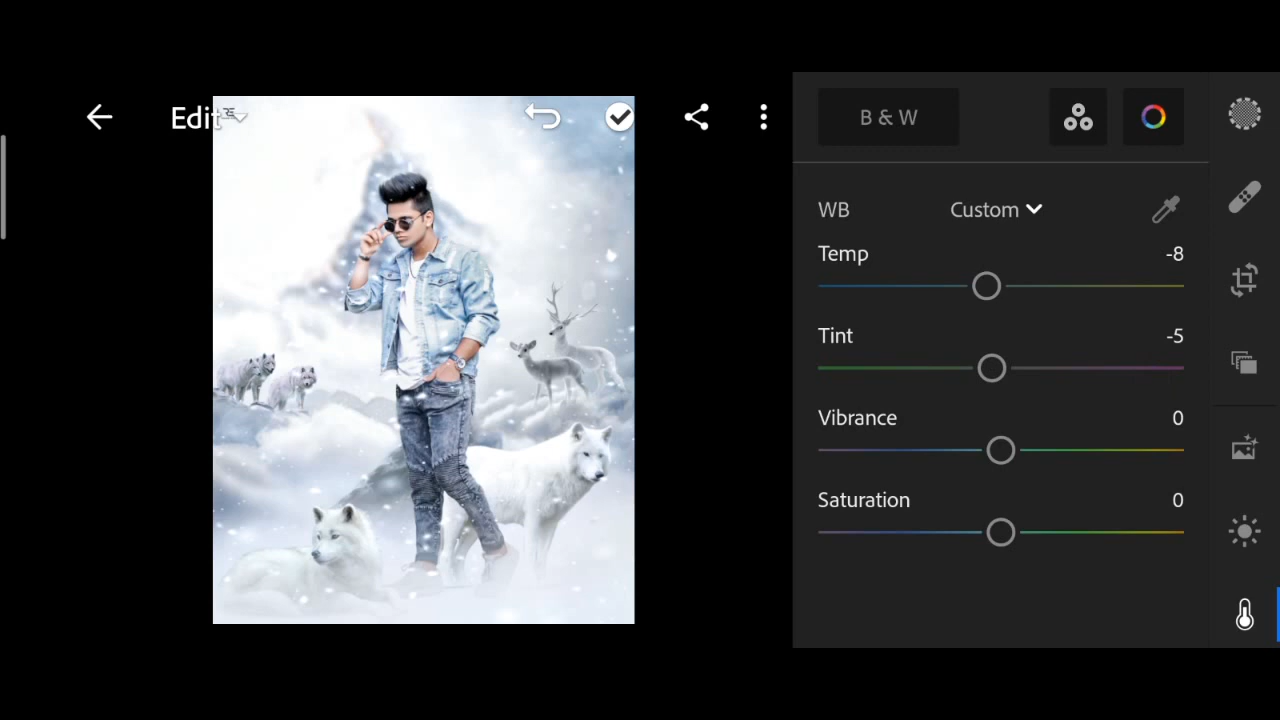 Edit
B & W
WB
Custom
Temp
-8
Tint
-5
Vibrance
0
Saturation
0